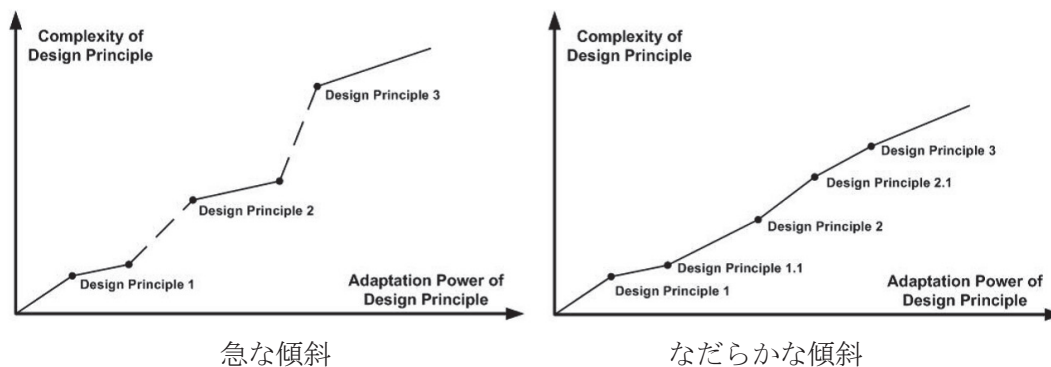 Complexity of
Design Principle
Design Principle 3
Design Principle 2
Design Principle 1
Adaptation Power of
Design Principle
急な傾斜
Complexity of
Design Principle
Design Principle 3
Design Principle 2.1
Design Principle 2
Design Principle 1.1
Design Principle 1
Adaptation Power of
Design Principle
なだらかな傾斜